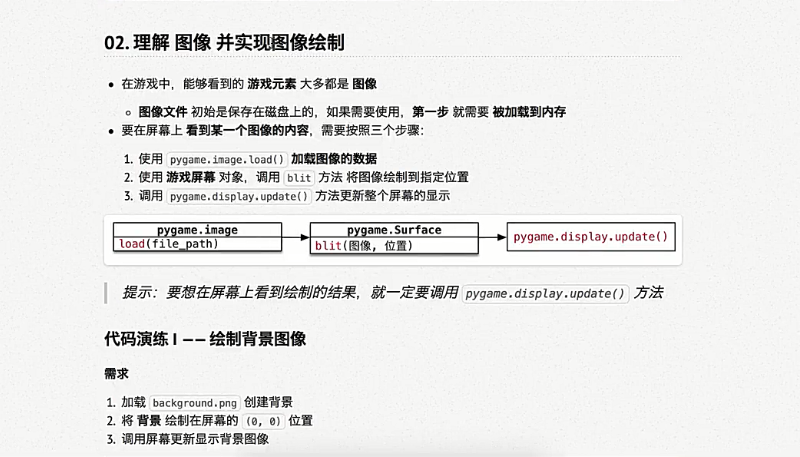 02. 理解 图像 并实现图像绘制
在游戏中，能够看到的 游戏元素 大多都是 图像
图像文件 初始是保存在磁盘上的，如果需要使用，第一步 就需要 被加载到内存
要在屏幕上 看到某一个图像的内容，需要按照三个步骤：
1. 使用 pygame.image.load() 加载图像的数据
2. 使用 游戏屏幕 对象，调用 blit 方法 将图像绘制到指定位置
3. 调用 pygame.display.update() 方法更新整个屏幕的显示
pygame.image
load(file_path)
pygame.Surface
blit(图像, 位置)
pygame.display.update()
提示：要想在屏幕上看到绘制的结果，就一定要调用 pygame.display.update() 方法
代码演练 I —— 绘制背景图像
需求
1. 加载 background.png 创建背景
2. 将 背景 绘制在屏幕的 (0, 0) 位置
3. 调用屏幕更新显示背景图像